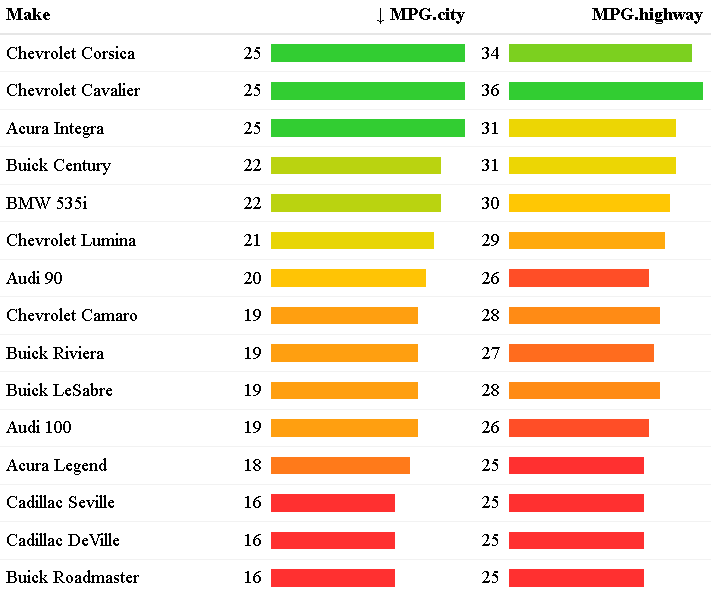 Make ↓ MPG.city MPG.highway
Chevrolet Corsica 25 34
Chevrolet Cavalier 25 36
Acura Integra 25 31
Buick Century 22 31
BMW 535i 22 30
Chevrolet Lumina 21 29
Audi 90 20 26
Chevrolet Camaro 19 28
Buick Riviera 19 27
Buick LeSabre 19 28
Audi 100 19 26
Acura Legend 18 25
Cadillac Seville 16 25
Cadillac DeVille 16 25
Buick Roadmaster 16 25